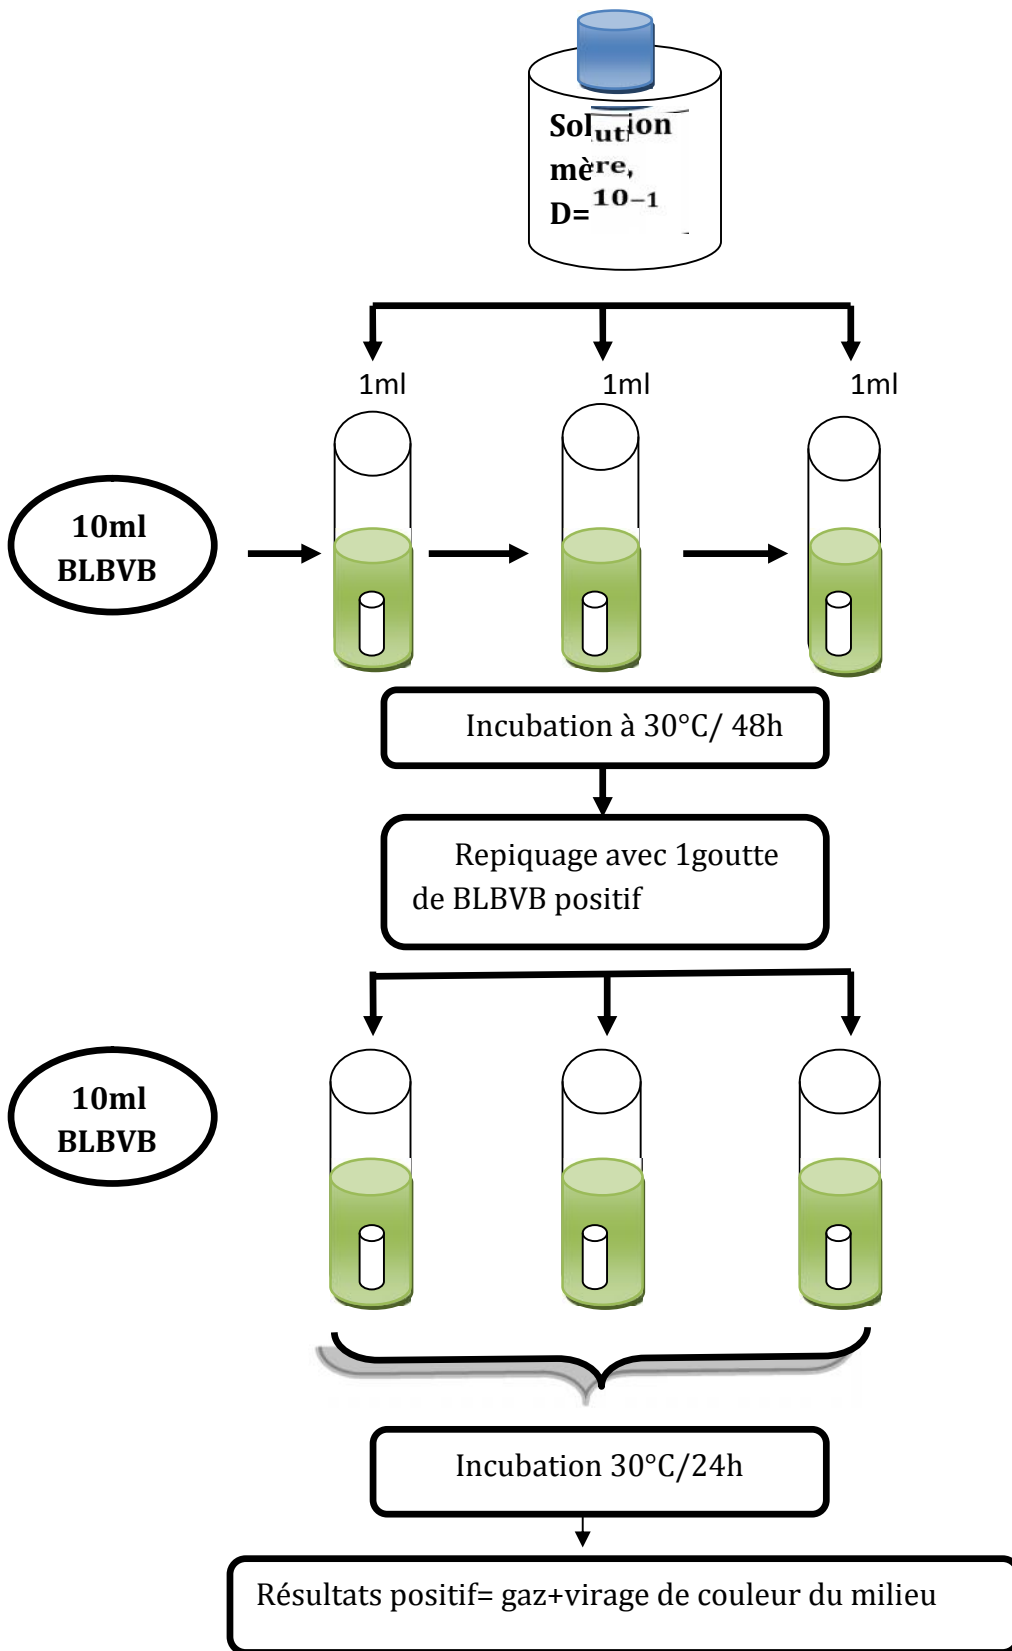 Solution
mère,
D=10⁻¹
1ml 1ml 1ml
10ml
BLBVB
Incubation à 30°C/ 48h
Repiquage avec 1goutte
de BLBVB positif
10ml
BLBVB
Incubation 30°C/24h
Résultats positif= gaz+virage de couleur du milieu